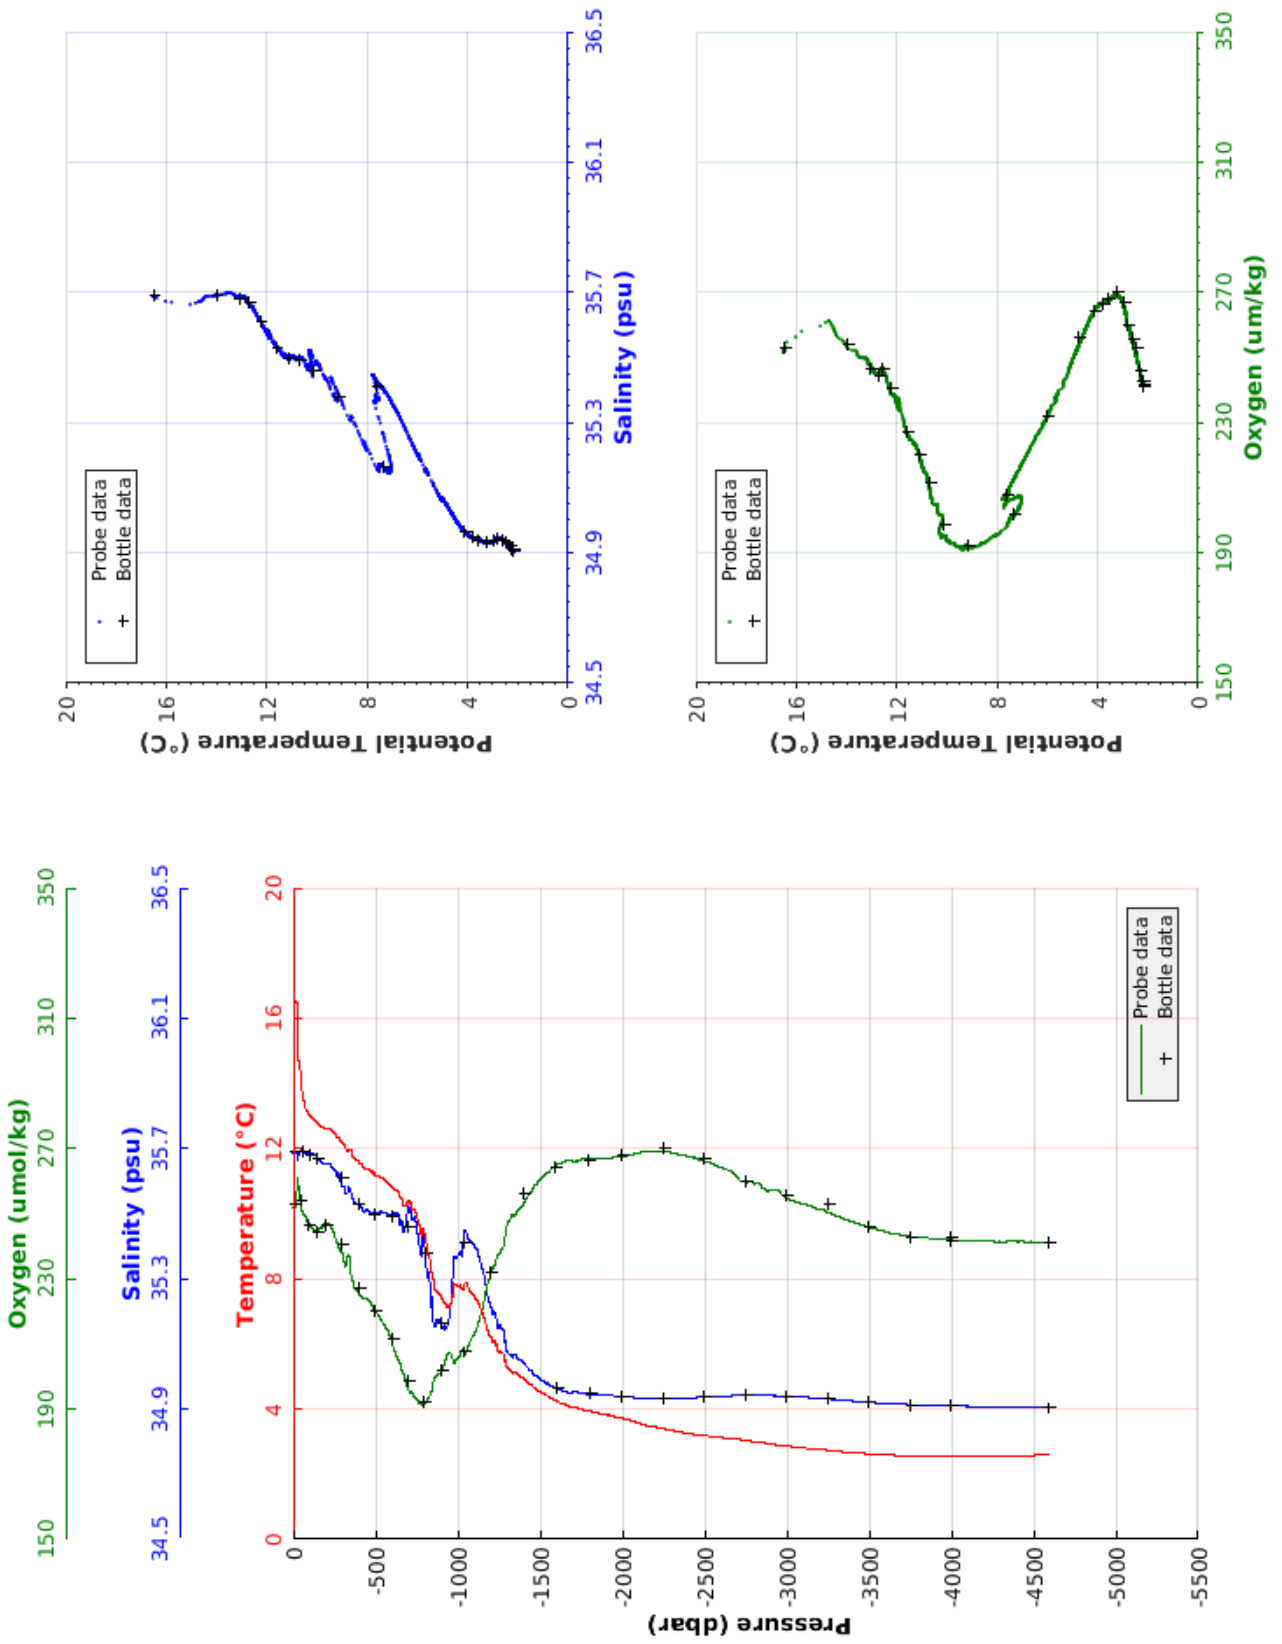 Oxygen (umol/kg)
150 190 230 270 310 350
Salinity (psu)
34.5 34.9 35.3 35.7 36.1 36.5
Temperature (°C)
0 4 8 12 16 20
0
-500
-1000
-1500
-2000
-2500
-3000
-3500
-4000
-4500
-5000
-5500
Pressure (dbar)
Probe data
Bottle data
20
16
12
8
4
0
Potential Temperature (°C)
Probe data
Bottle data
34.5 34.9 35.3 35.7 36.1 36.5
Salinity (psu)
20
16
12
8
4
0
Potential Temperature (°C)
Probe data
Bottle data
150 190 230 270 310 350
Oxygen (um/kg)